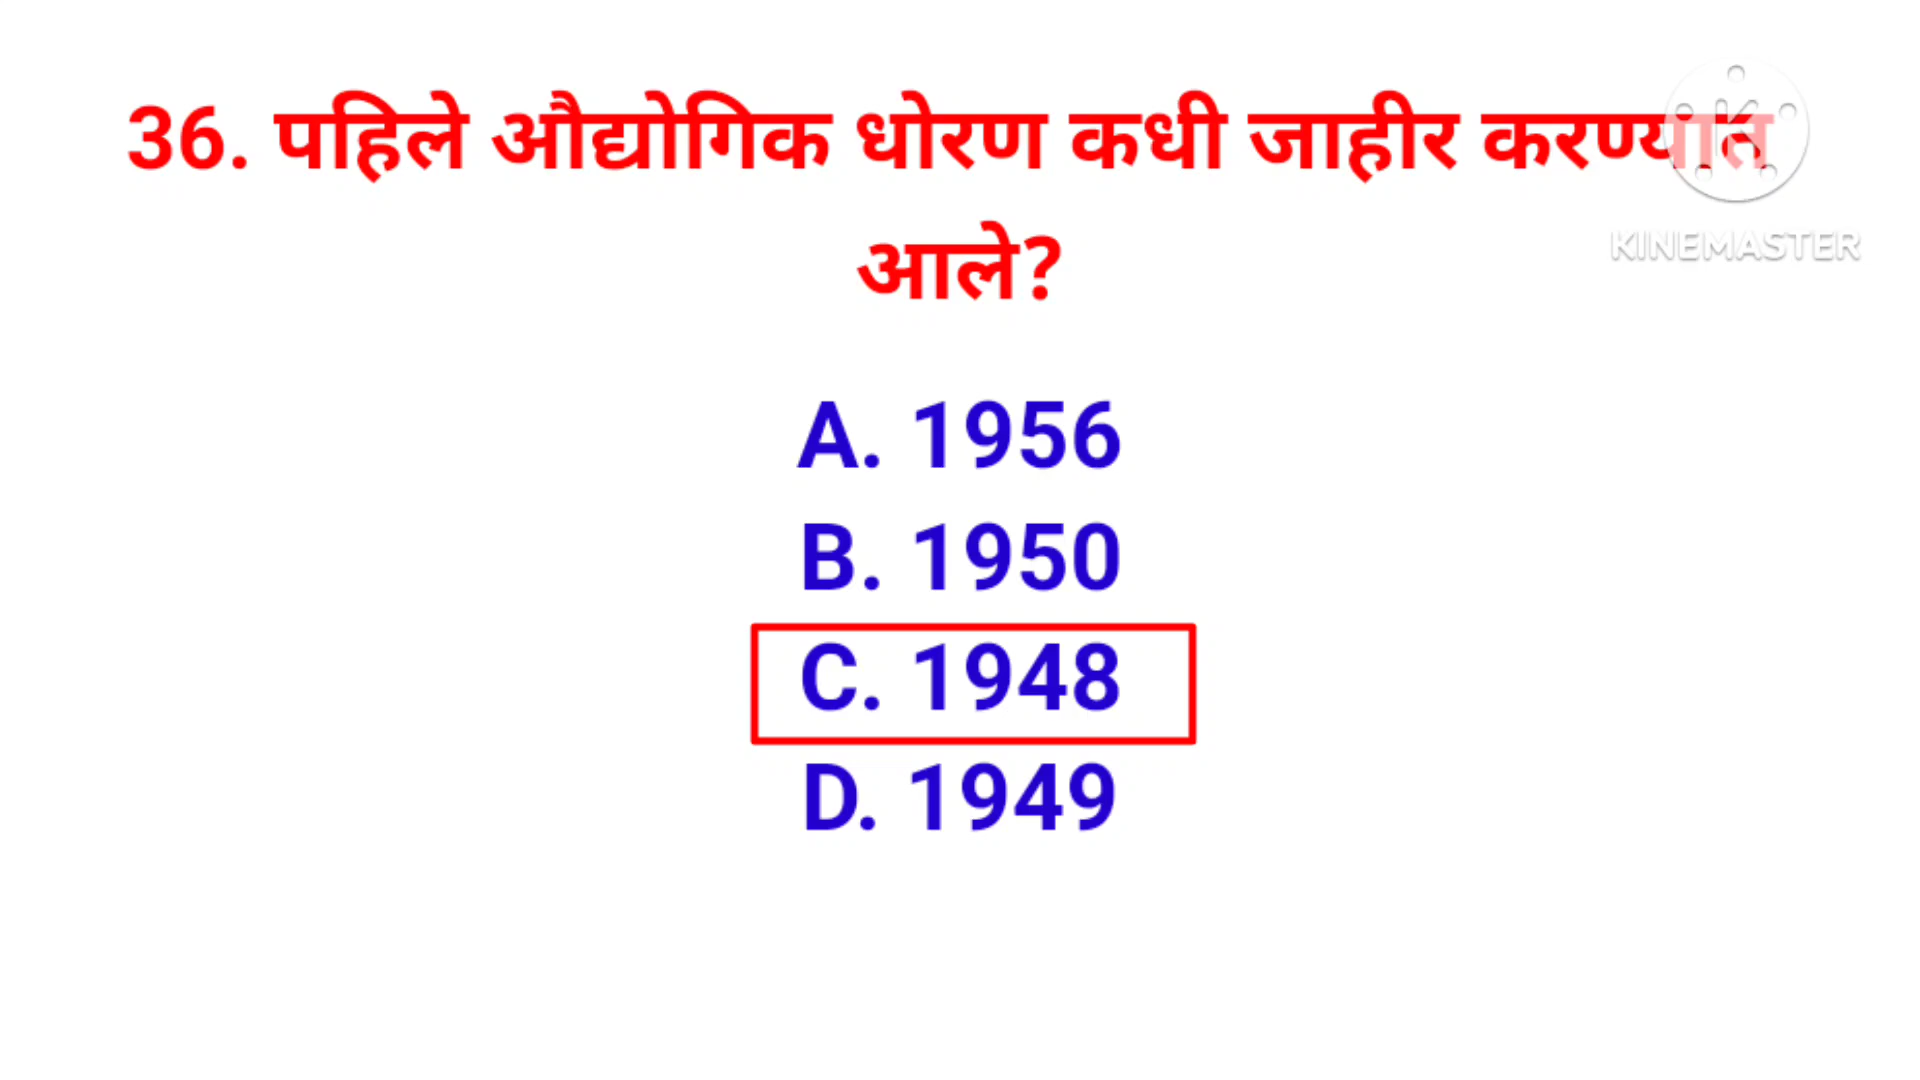 36. पहिले औद्योगिक धोरण कधी जाहीर करण्यात
आले?
KINEMASTER
A. 1956
B. 1950
C. 1948
D. 1949